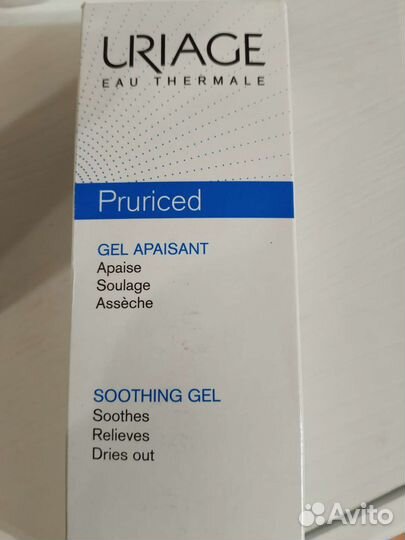 URIAGE
EAU THERMALE
Pruriced
GEL APAISANT
Apaise
Soulage
Assèche
SOOTHING GEL
Soothes
Relieves
Dries out
Avito